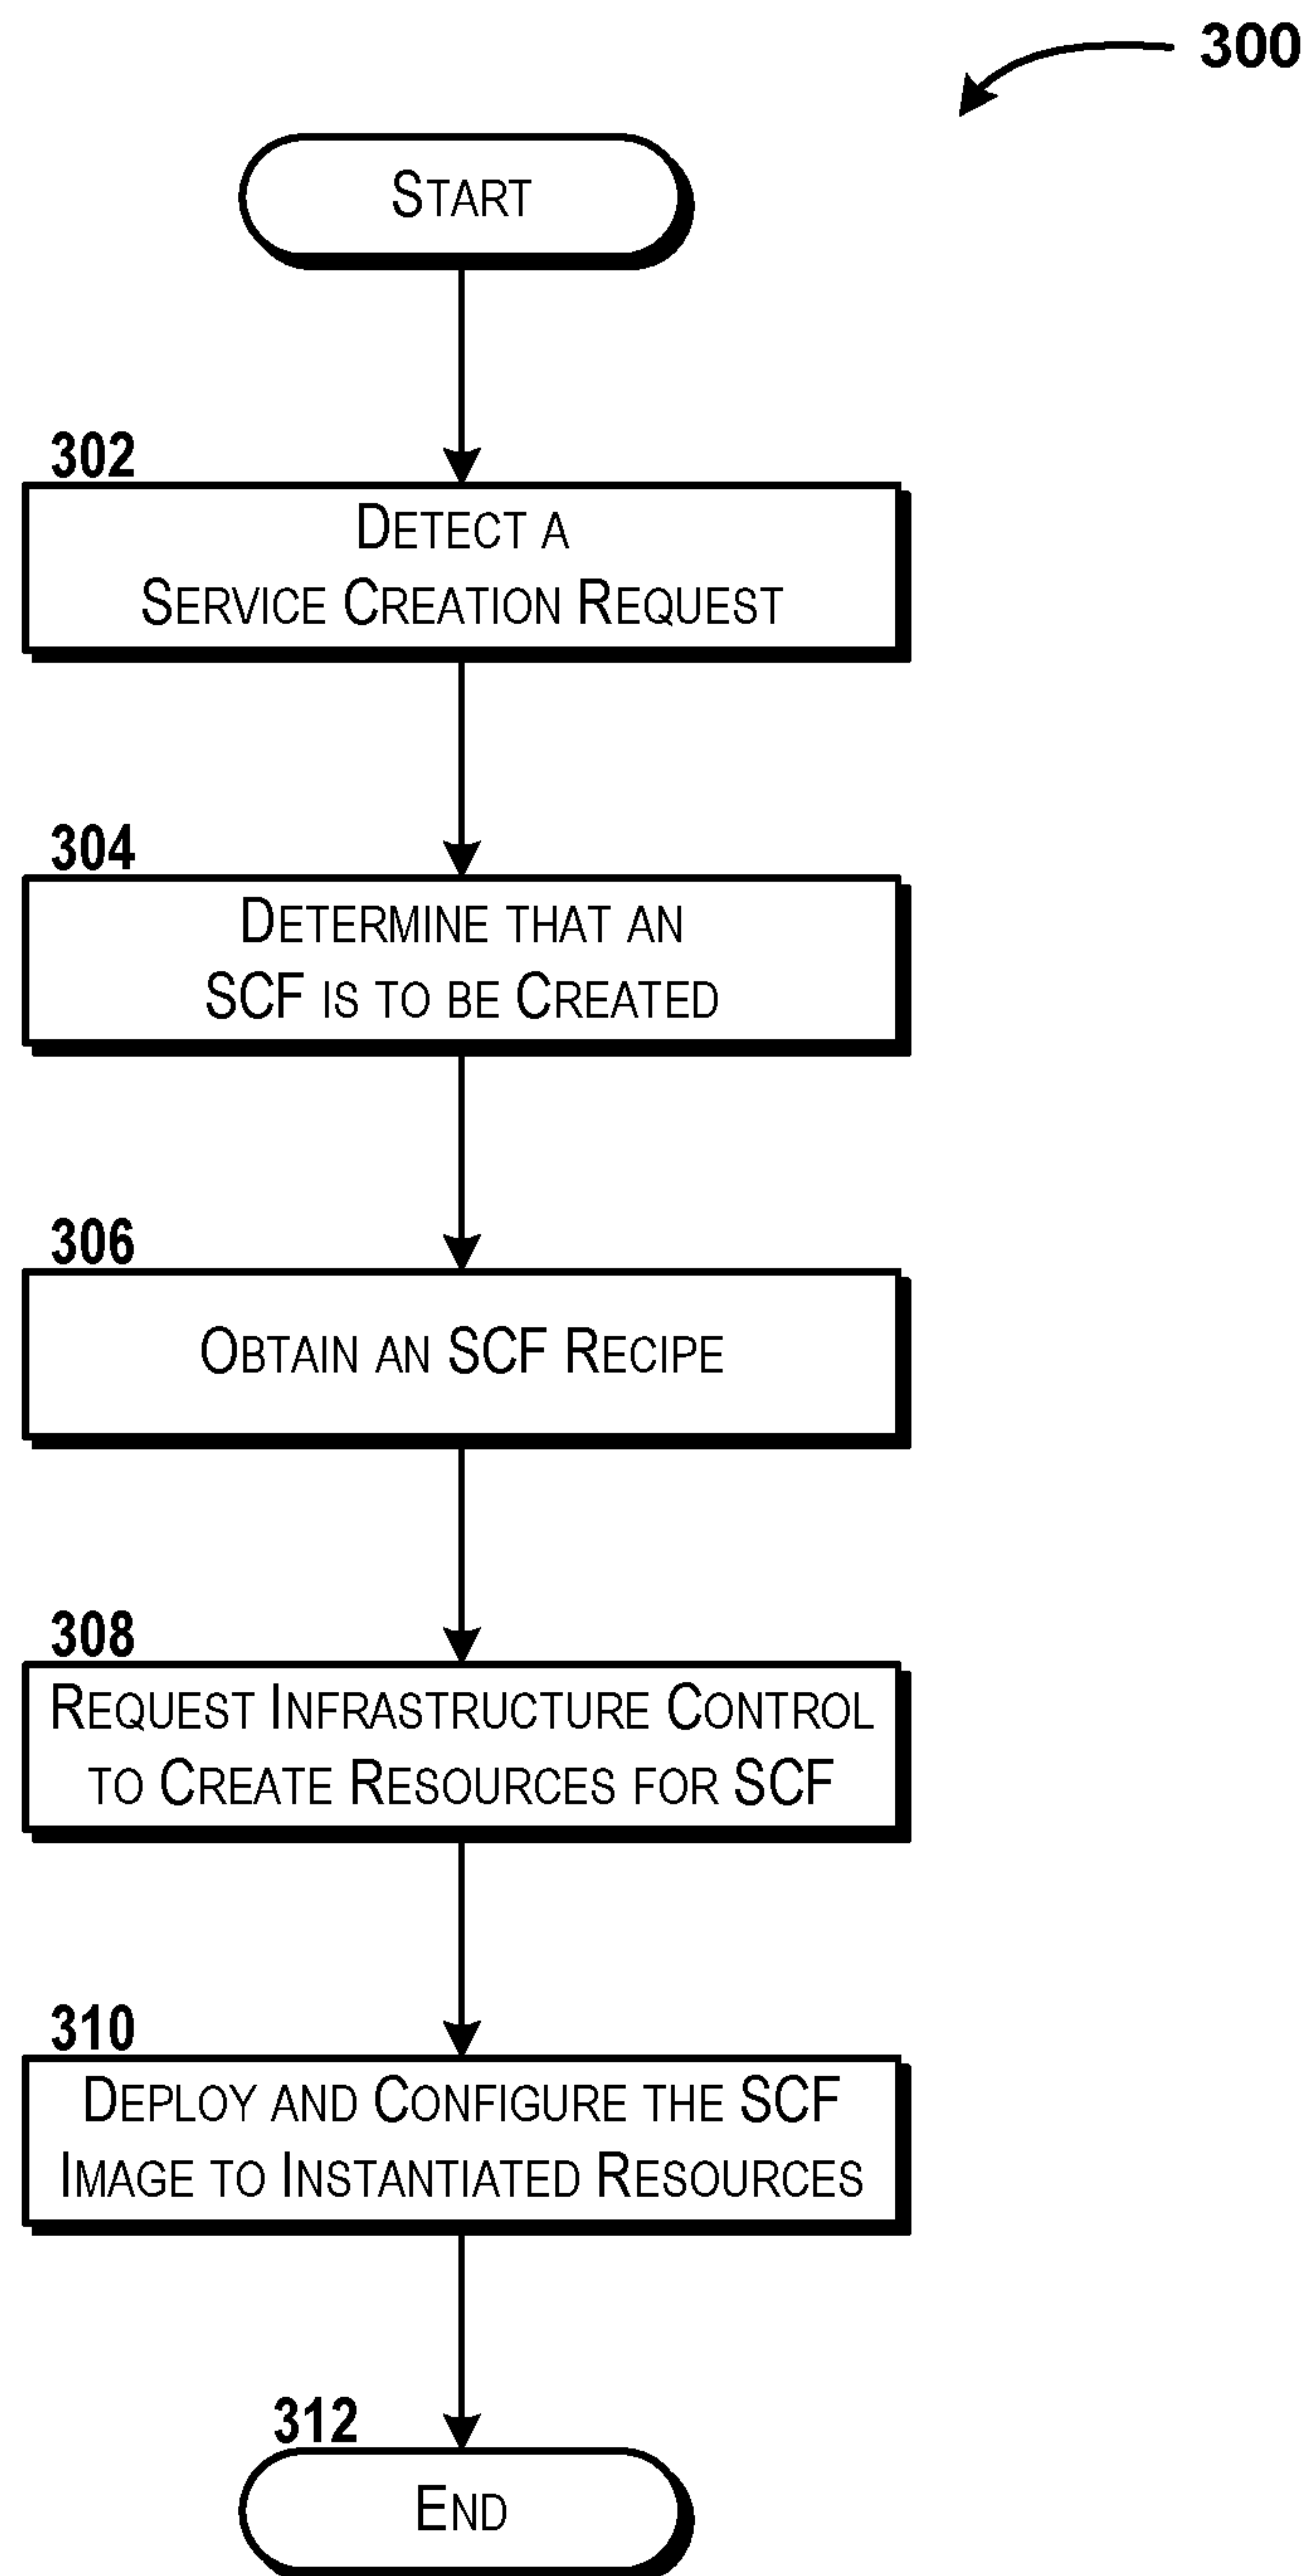 300
START
302
DETECT A
SERVICE CREATION REQUEST
304
DETERMINE THAT AN
SCF IS TO BE CREATED
306
OBTAIN AN SCF RECIPE
308
REQUEST INFRASTRUCTURE CONTROL
TO CREATE RESOURCES FOR SCF
310
DEPLOY AND CONFIGURE THE SCF
IMAGE TO INSTANTIATED RESOURCES
312
END